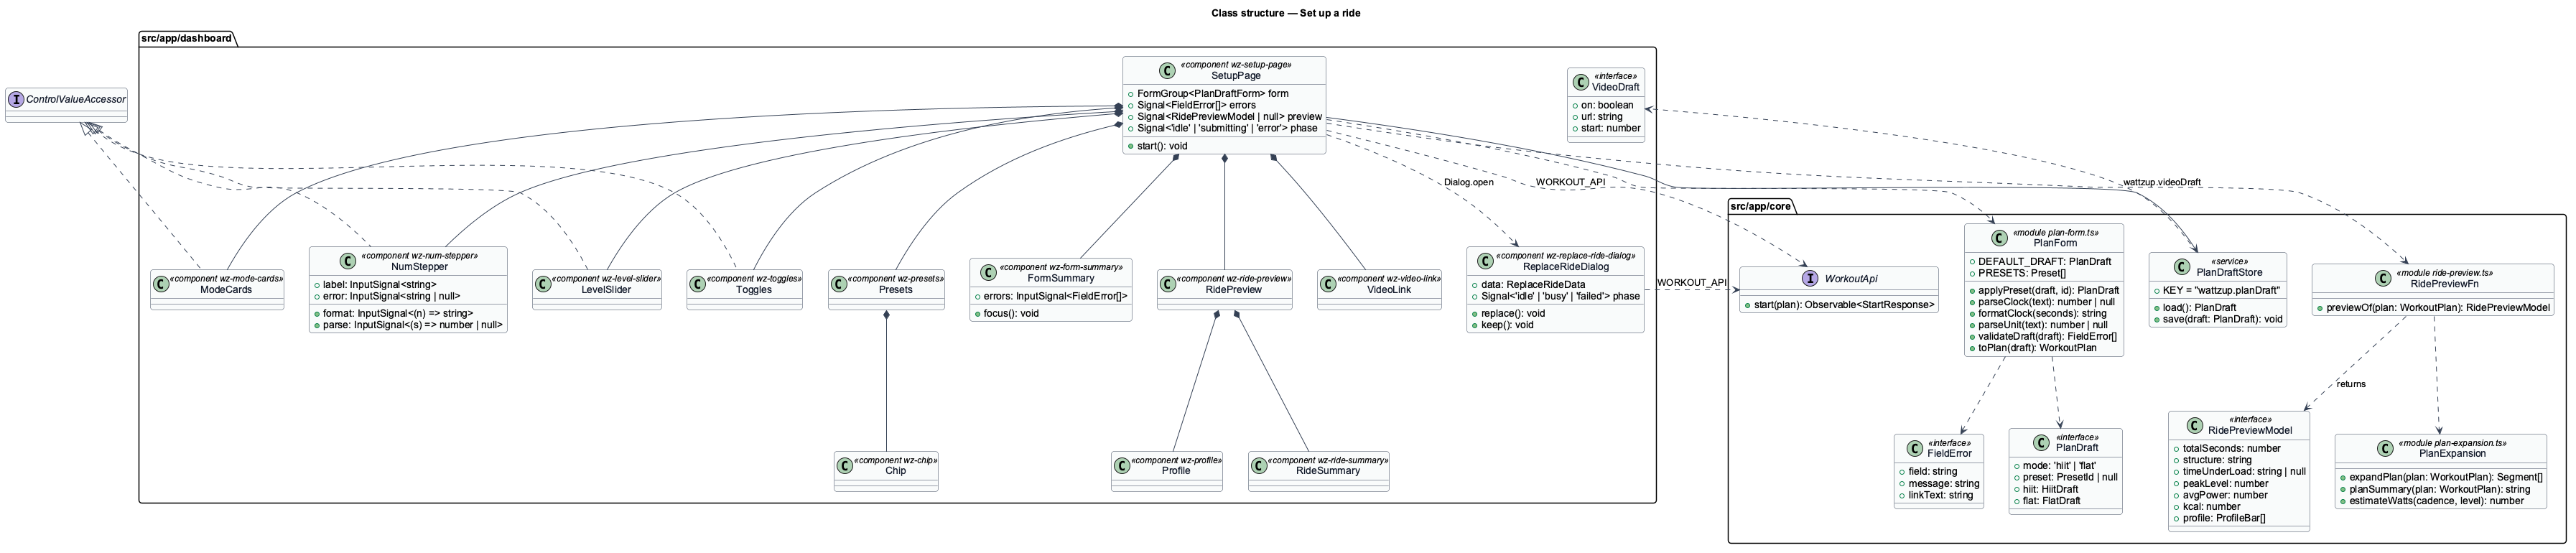 Class structure — Set up a ride
src/app/dashboard
ControlValueAccessor
«component wz-setup-page»
SetupPage
FormGroup<PlanDraftForm> form
Signal<FieldError[]> errors
Signal<RidePreviewModel | null> preview
Signal<'idle' | 'submitting' | 'error'> phase
start(): void
«interface»
VideoDraft
on: boolean
url: string
start: number
Dialog.open
WORKOUT_API
wattzup.videoDraft
«component wz-mode-cards»
ModeCards
«component wz-num-stepper»
NumStepper
label: InputSignal<string>
error: InputSignal<string | null>
format: InputSignal<(n) => string>
parse: InputSignal<(s) => number | null>
«component wz-level-slider»
LevelSlider
«component wz-toggles»
Toggles
«component wz-presets»
Presets
«component wz-form-summary»
FormSummary
errors: InputSignal<FieldError[]>
focus(): void
«component wz-ride-preview»
RidePreview
«component wz-video-link»
VideoLink
«component wz-replace-ride-dialog»
ReplaceRideDialog
data: ReplaceRideData
Signal<'idle' | 'busy' | 'failed'> phase
replace(): void
keep(): void
WORKOUT_API
«component wz-chip»
Chip
«component wz-profile»
Profile
«component wz-ride-summary»
RideSummary
src/app/core
WorkoutApi
start(plan): Observable<StartResponse>
«module plan-form.ts»
PlanForm
DEFAULT_DRAFT: PlanDraft
PRESETS: Preset[]
applyPreset(draft, id): PlanDraft
parseClock(text): number | null
formatClock(seconds): string
parseUnit(text): number | null
validateDraft(draft): FieldError[]
toPlan(draft): WorkoutPlan
«service»
PlanDraftStore
KEY = "wattzup.planDraft"
load(): PlanDraft
save(draft: PlanDraft): void
«module ride-preview.ts»
RidePreviewFn
previewOf(plan: WorkoutPlan): RidePreviewModel
returns
«interface»
FieldError
field: string
message: string
linkText: string
«interface»
PlanDraft
mode: 'hiit' | 'flat'
preset: PresetId | null
hiit: HiitDraft
flat: FlatDraft
«interface»
RidePreviewModel
totalSeconds: number
structure: string
timeUnderLoad: string | null
peakLevel: number
avgPower: number
kcal: number
profile: ProfileBar[]
«module plan-expansion.ts»
PlanExpansion
expandPlan(plan: WorkoutPlan): Segment[]
planSummary(plan: WorkoutPlan): string
estimateWatts(cadence, level): number